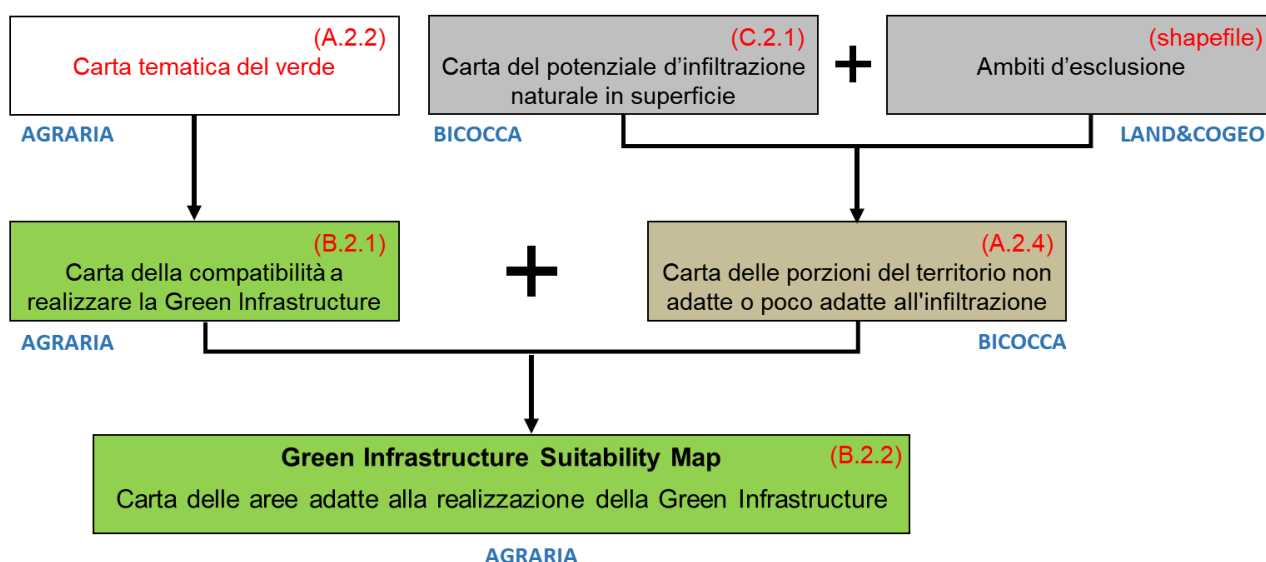 (A.2.2)
Carta tematica del verde
AGRARIA
(C.2.1)
Carta del potenziale d'infiltrazione
naturale in superficie
BICOCCA
+
(shapefile)
Ambiti d'esclusione
LAND&COGEO
(B.2.1)
Carta della compatibilità a
realizzare la Green Infrastructure
AGRARIA
+
(A.2.4)
Carta delle porzioni del territorio non
adatte o poco adatte all'infiltrazione
BICOCCA
Green Infrastructure Suitability Map (B.2.2)
Carta delle aree adatte alla realizzazione della Green Infrastructure
AGRARIA